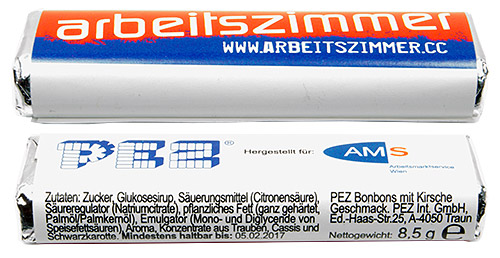 arbeitszimmer
WWW.ARBEITSZIMMER.CC
PEZ®
Hergestellt für:
AMS
Arbeitsmarktservice
Wien
Zutaten: Zucker, Glukosesirup, Säuerungsmittel (Citronensäure),
Säureregulator (Natriumcitrate), pflanzliches Fett (ganz gehärtet,
Palmöl/Palmkernöl), Emulgator (Mono- und Diglyceride von
Speisefettsäuren), Aroma, Konzentrate aus Trauben, Cassis und
Schwarzkarotte. Mindestens haltbar bis: 05.02.2017
PEZ Bonbons mit Kirsche
Geschmack. PEZ Int. GmbH,
Ed.-Haas-Str.25, A-4050 Traun
Nettogewicht: 8,5 g ℮